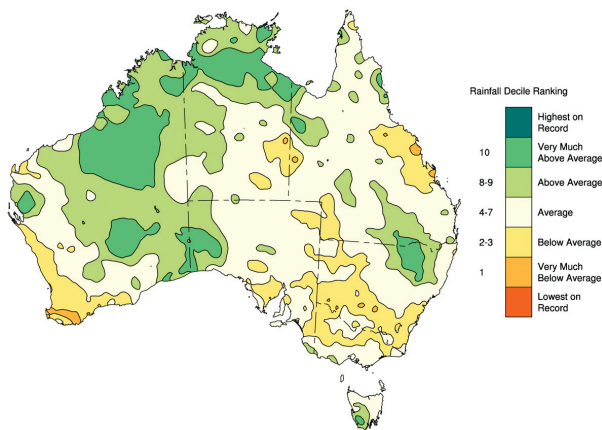 Rainfall Decile Ranking
Highest on
Record
10
Very Much
Above Average
8-9
Above Average
4-7
Average
2-3
Below Average
1
Very Much
Below Average
Lowest on
Record